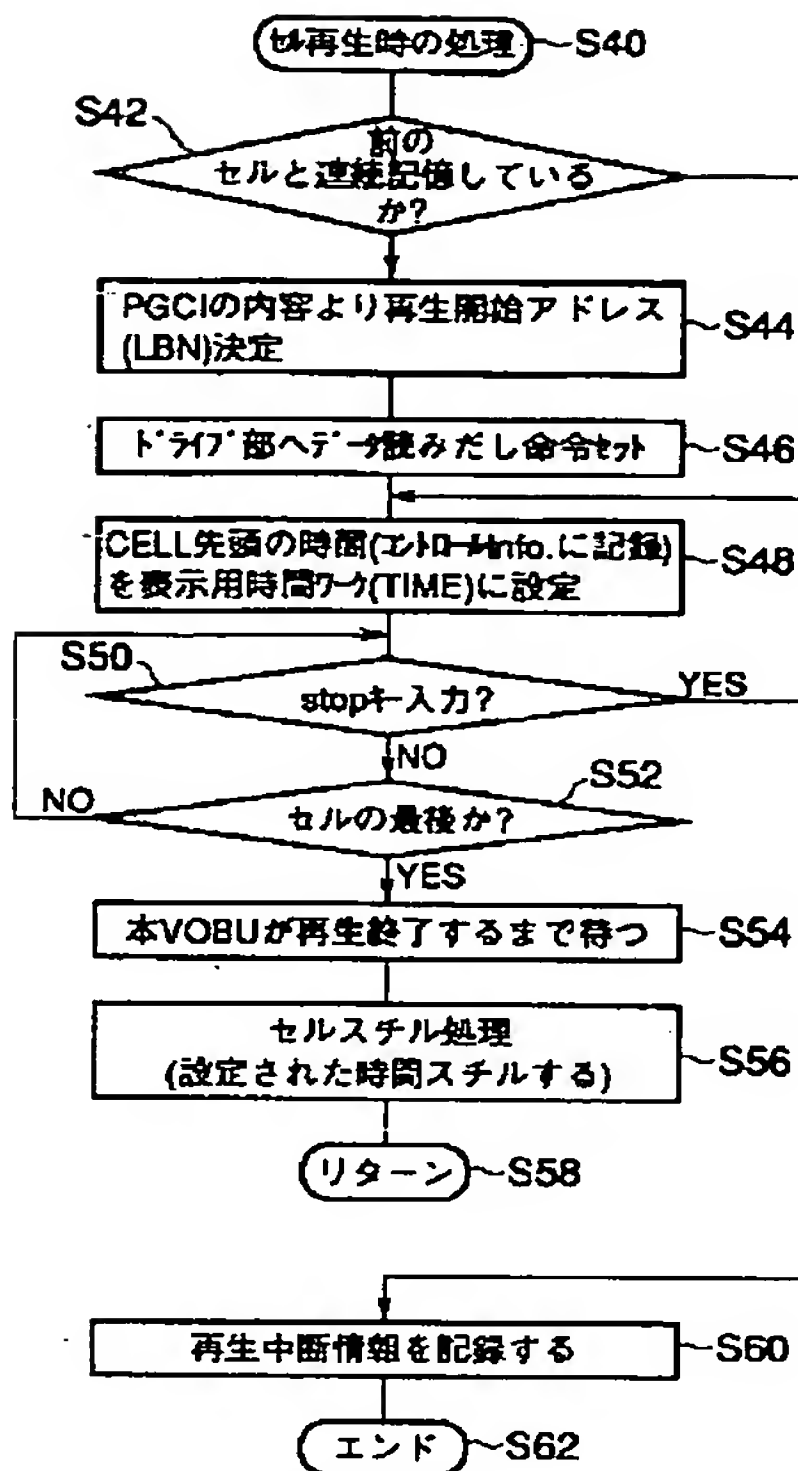 セル再生時の処理
S40
S42
前の
セルと連続記憶している
か?
PGCIの内容より再生開始アドレス
(LBN)決定
S44
ドライブ部へデータ読みだし命令セット
S46
CELL先頭の時間(コントロールinfo.に記録)
を表示用時間ワーク(TIME)に設定
S48
S50
stopキー入力?
YES
NO
S52
NO
セルの最後か?
YES
本VOBUが再生終了するまで待つ
S54
セルスチル処理
(設定された時間スチルする)
S56
リターン
S58
再生中断情報を記録する
S60
エンド
S62